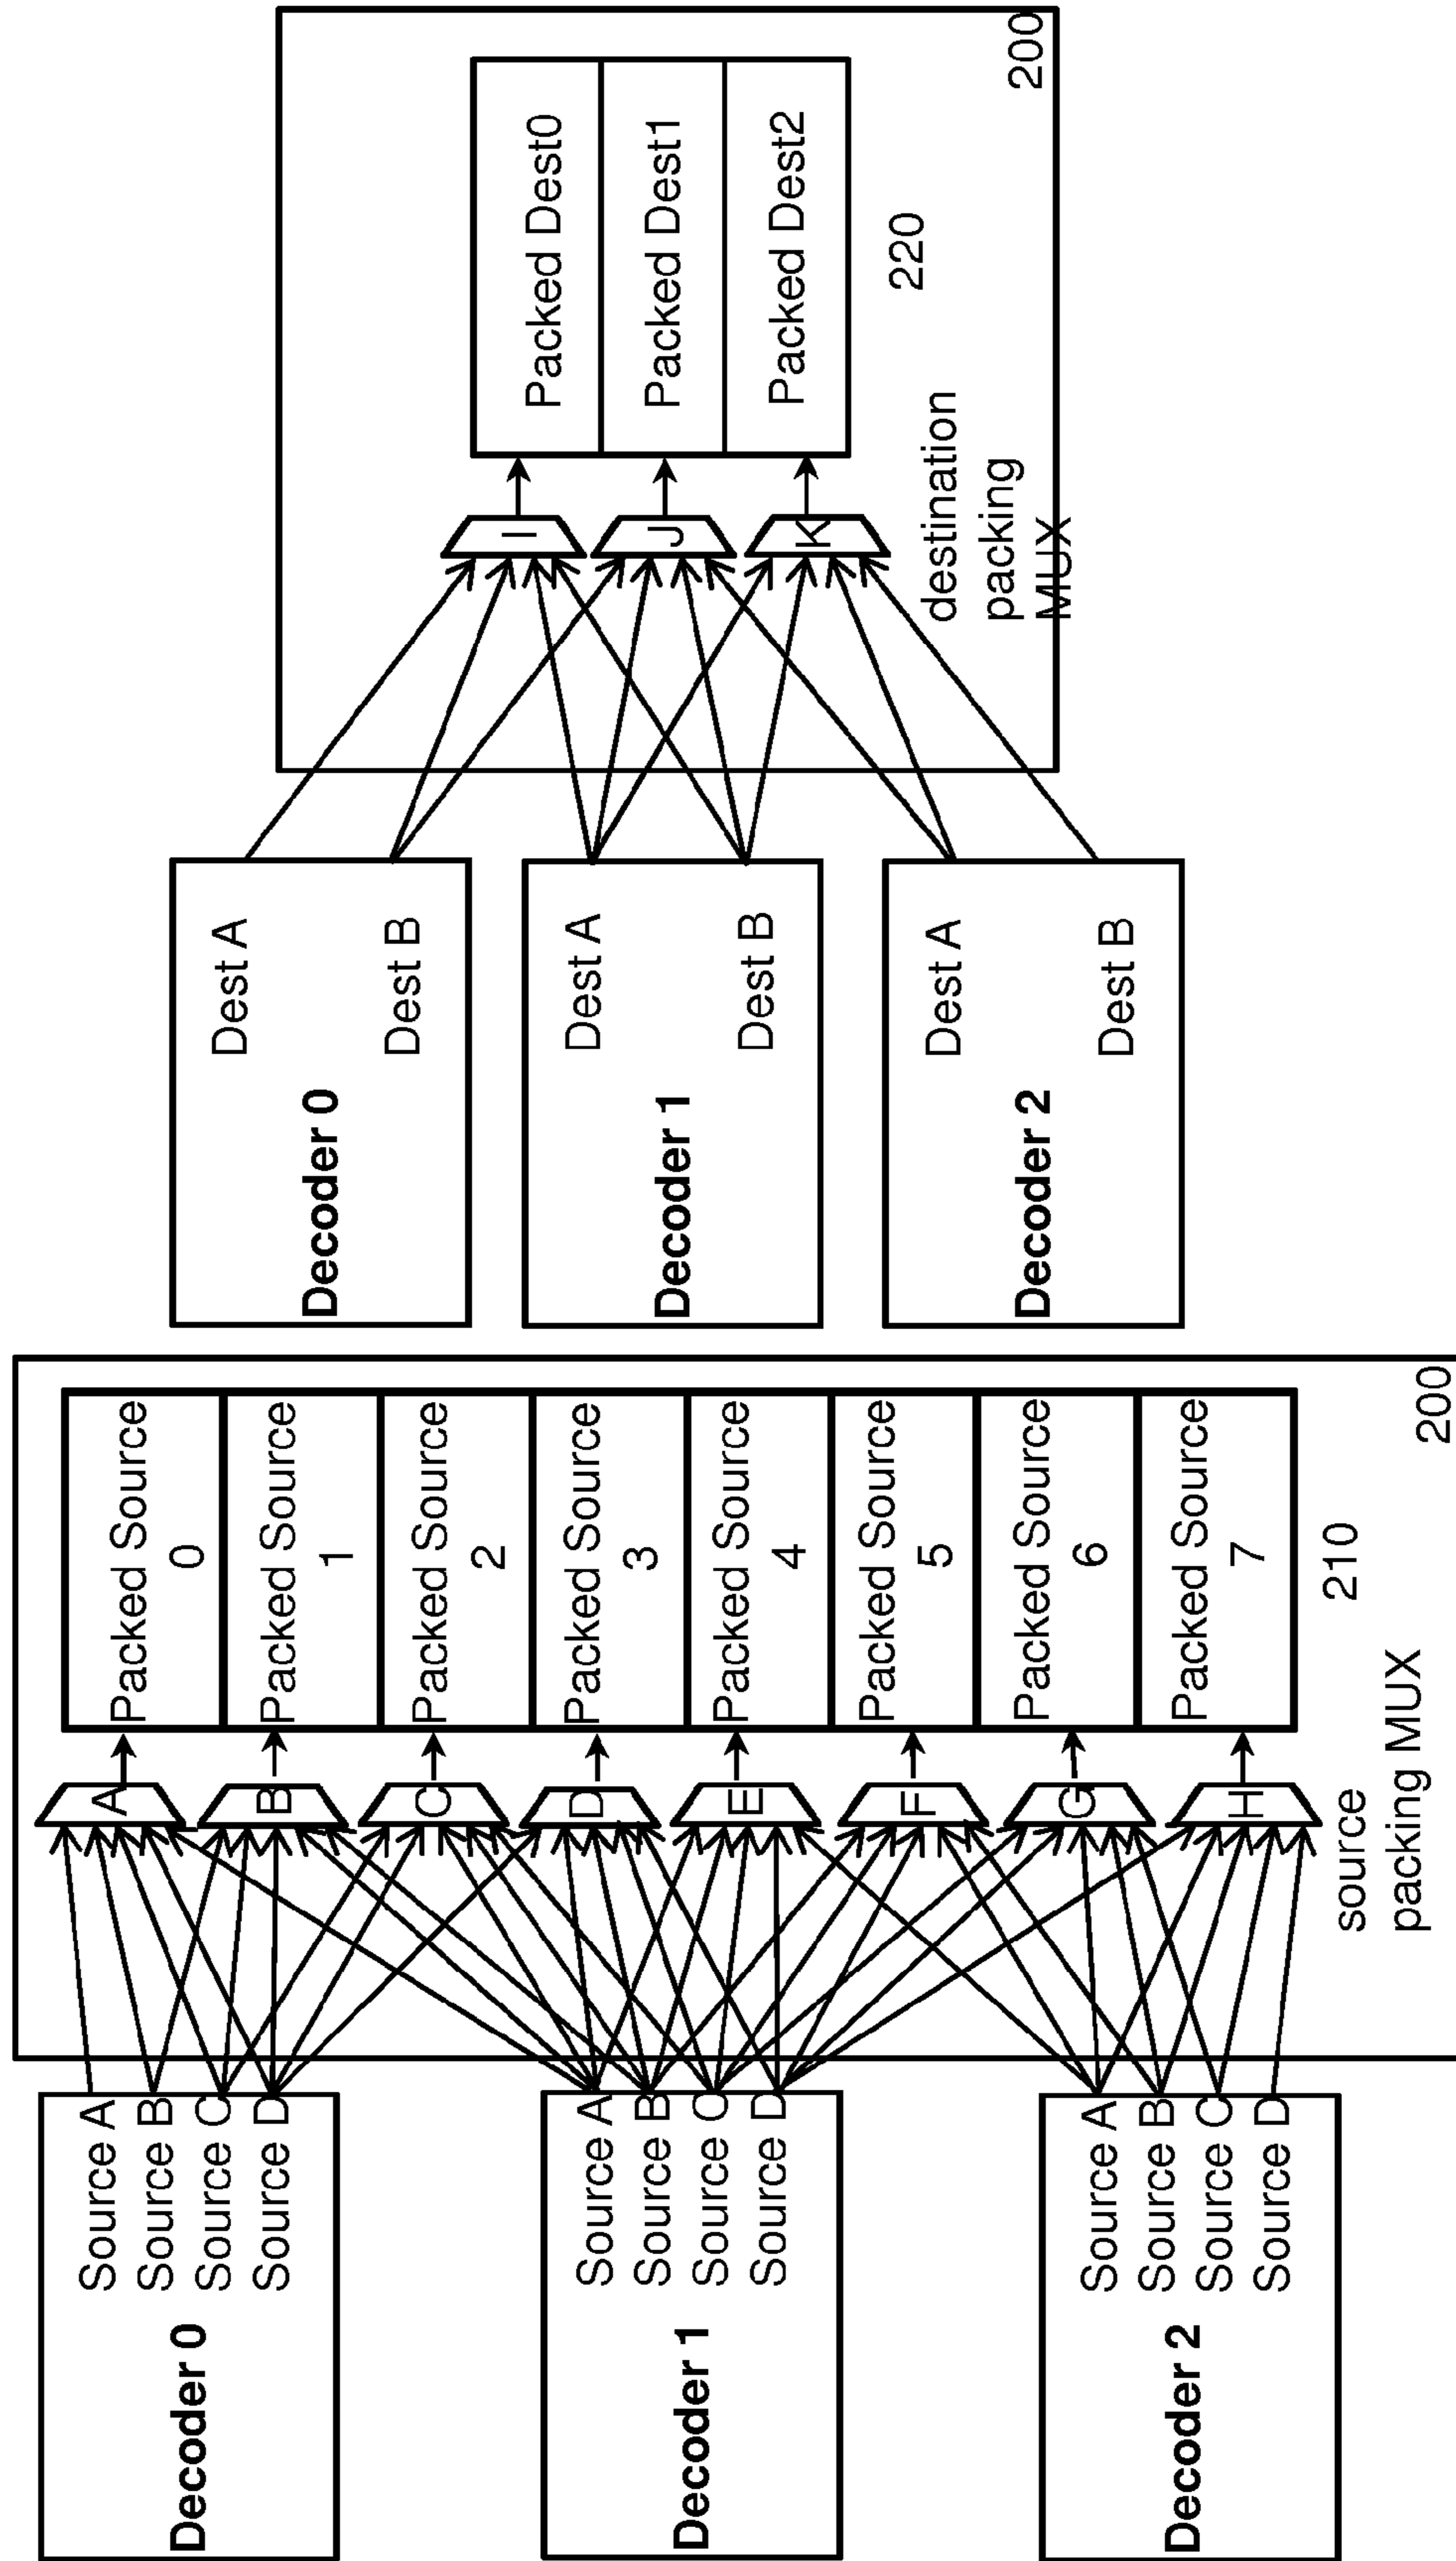 Decoder 0
Source A
Source B
Source C
Source D
Decoder 1
Source A
Source B
Source C
Source D
Decoder 2
Source A
Source B
Source C
Source D
A
B
C
D
E
F
G
H
source
packing MUX
Packed Source
0
Packed Source
1
Packed Source
2
Packed Source
3
Packed Source
4
Packed Source
5
Packed Source
6
Packed Source
7
210
200
Decoder 0
Dest A
Dest B
Decoder 1
Dest A
Dest B
Decoder 2
Dest A
Dest B
I
J
K
destination
packing
MUX
Packed Dest0
Packed Dest1
Packed Dest2
220
200